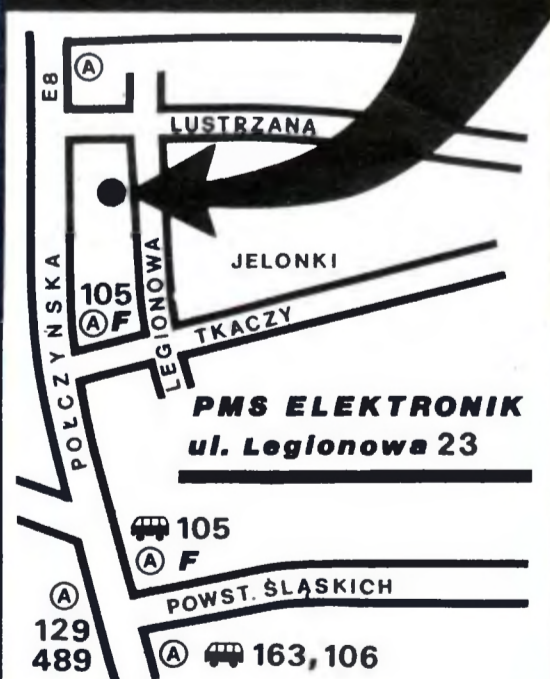 E8
Ⓐ
LUSTRZANA
POŁCZYŃSKA
105
Ⓐ F
LEGIONOWA
JELONKI
TKACZY
PMS ELEKTRONIK
ul. Legionowa 23
105
Ⓐ F
POWST. ŚLĄSKICH
Ⓐ
129
489
Ⓐ 163, 106